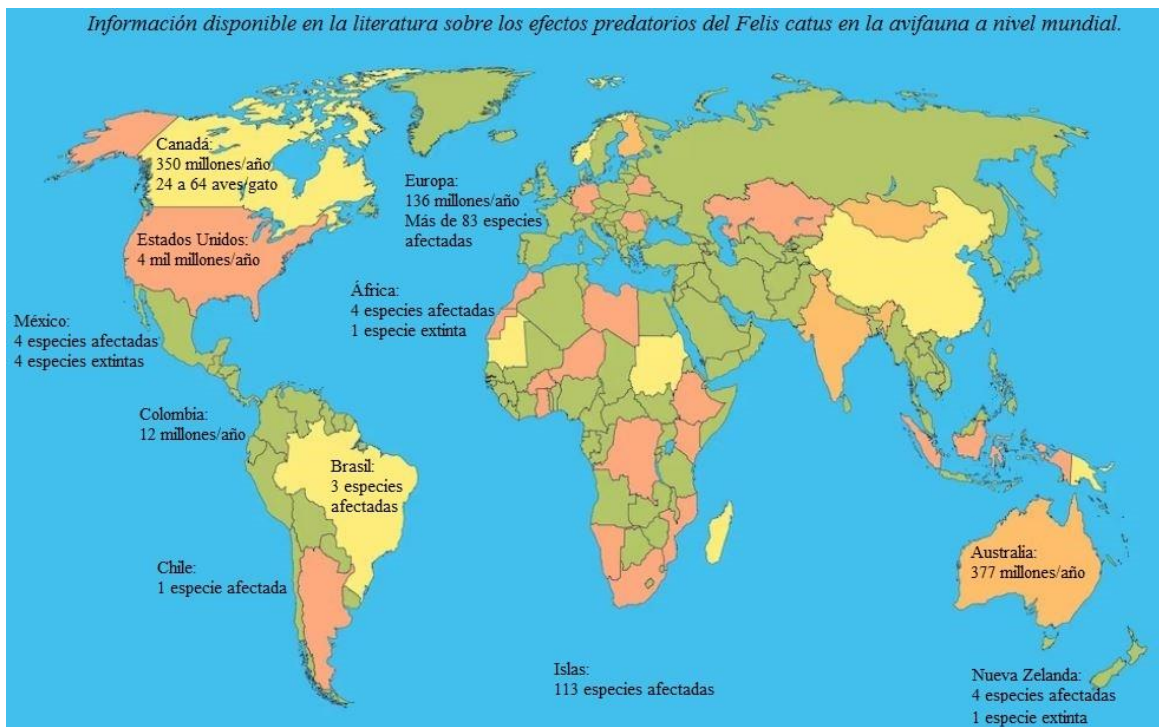 Información disponible en la literatura sobre los efectos predatorios del Felis catus en la avifauna a nivel mundial.
Canadá:
350 millones/año
24 a 64 aves/gato
Europa:
136 millones/año
Más de 83 especies
afectadas
Estados Unidos:
4 mil millones/año
África:
4 especies afectadas
1 especie extinta
México:
4 especies afectadas
4 especies extintas
Colombia:
12 millones/año
Brasil:
3 especies
afectadas
Chile:
1 especie afectada
Australia:
377 millones/año
Islas:
113 especies afectadas
Nueva Zelanda:
4 especies afectadas
1 especie extinta